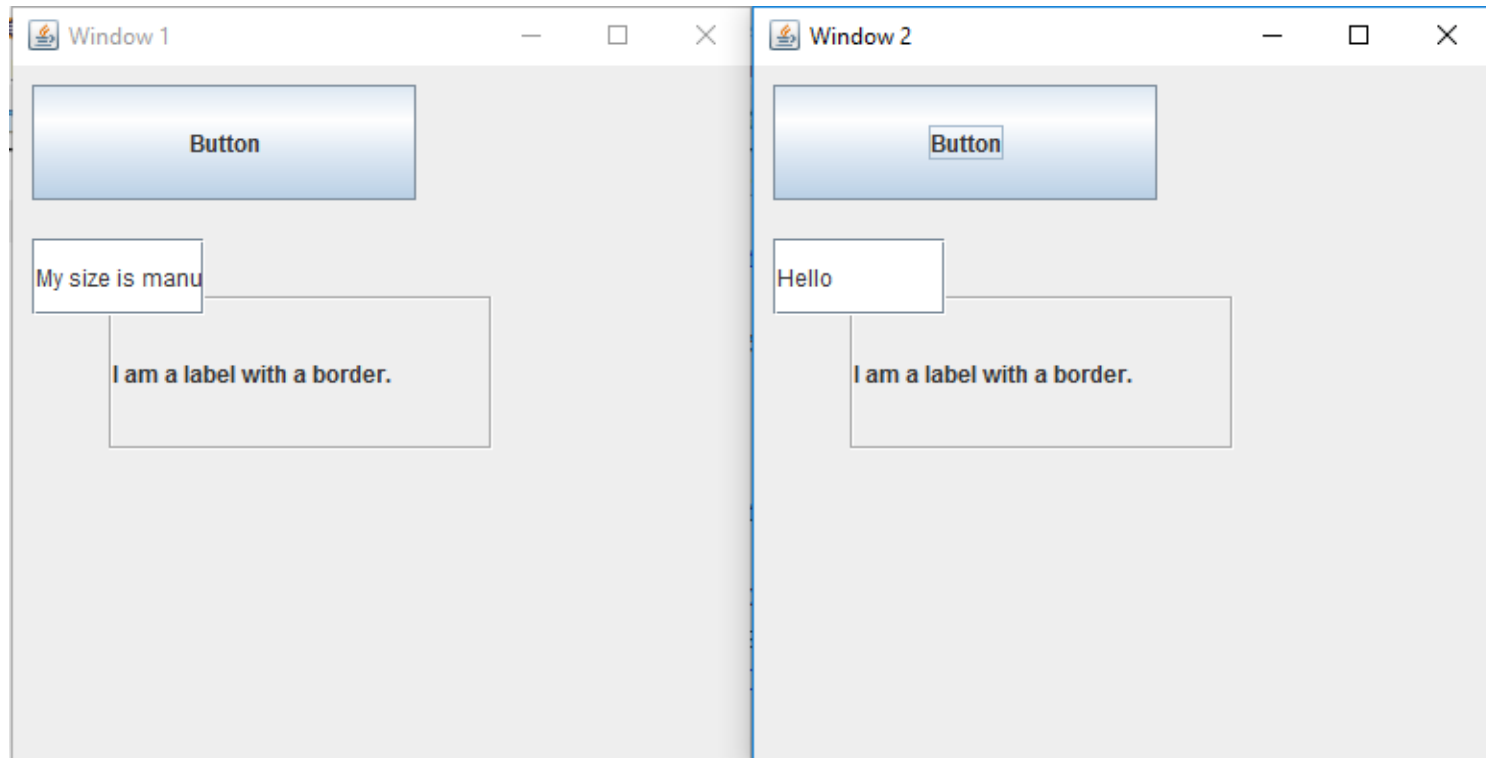 Window 1
Button
My size is manu
I am a label with a border.
Window 2
Button
Hello
I am a label with a border.